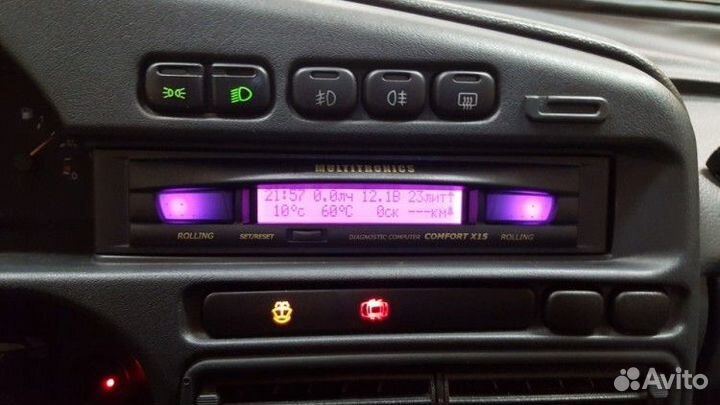 MULTITRONICS
21:57 0.0лч 12.1В 23лит↑
10°с 60°С 0ск ---км
ROLLING SET/RESET DIAGNOSTIC COMPUTER COMFORT X15 ROLLING
Avito